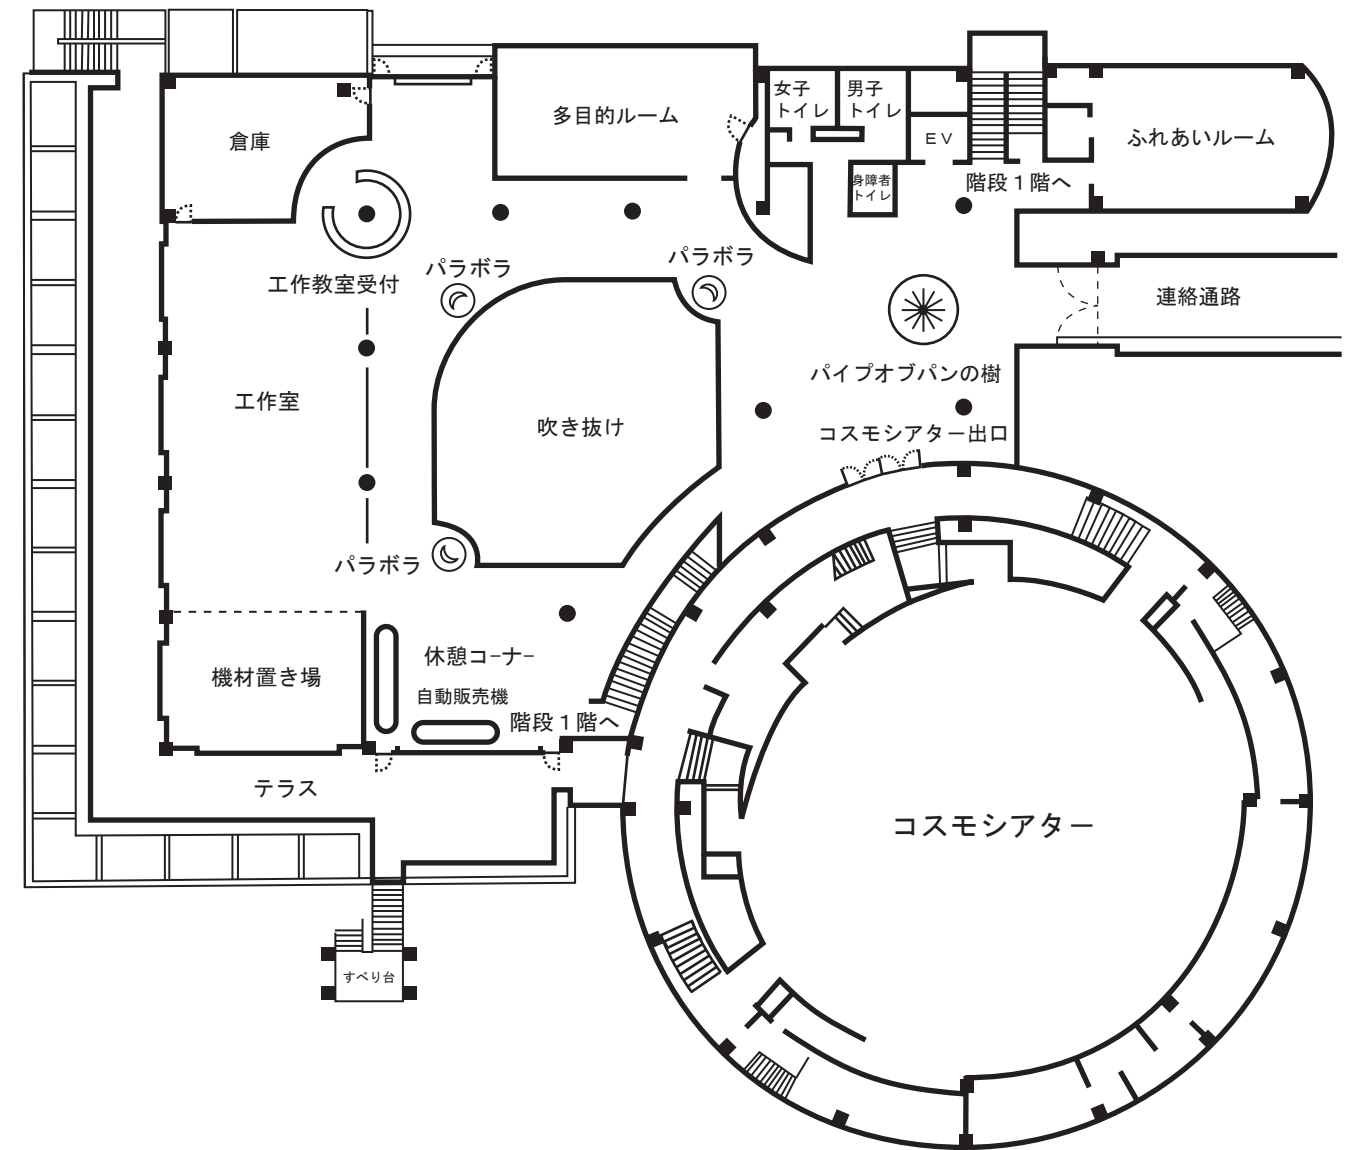 女子
トイレ
男子
トイレ
多目的ルーム
倉庫
EV
ふれあいルーム
身障者
トイレ
階段1階へ
パラボラ
パラボラ
工作教室受付
連絡通路
パイプオブパンの樹
工作室
吹き抜け
コスモシアター出口
パラボラ
休憩コーナー
機材置き場
自動販売機
階段1階へ
テラス
コスモシアター
すべり台